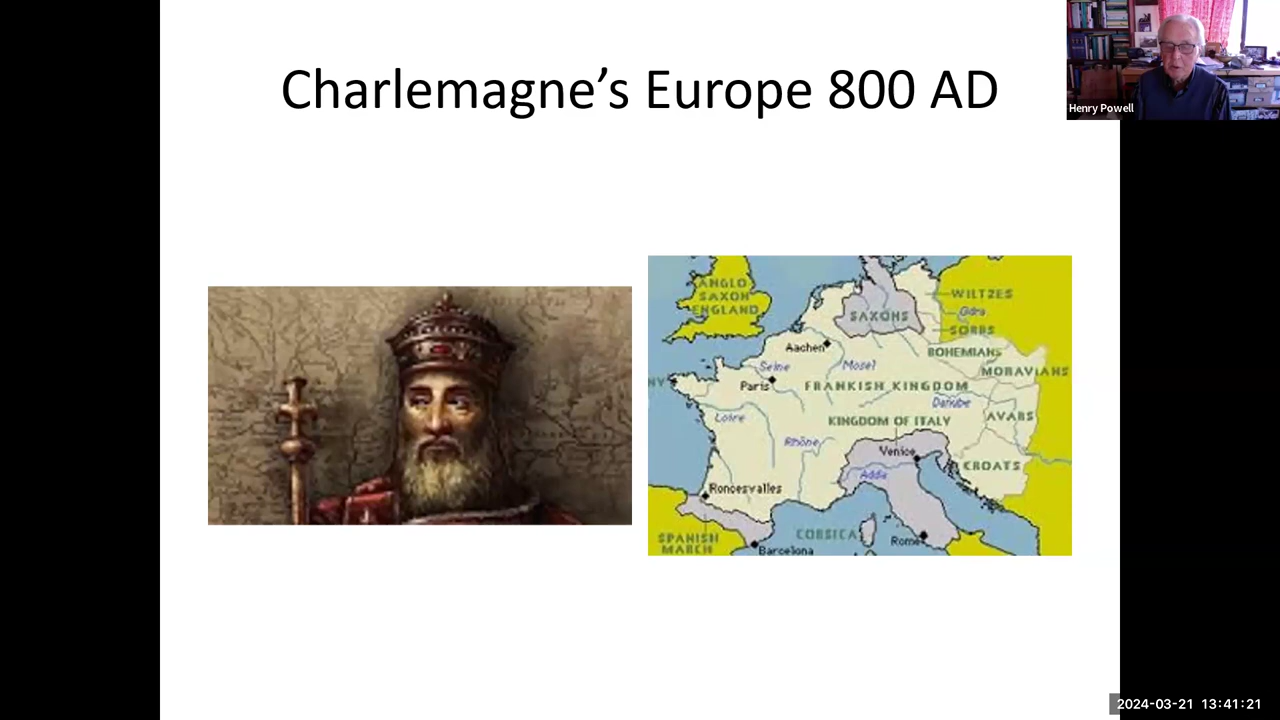 Charlemagne’s Europe 800 AD
Henry Powell
ANGLO
SAXON
ENGLAND
SAXONS
WILTZES
SORBS
Aachen
BOHEMIANS
Seine
Mosel
MORAVIANS
NY
Paris
FRANKISH KINGDOM
Danube
Loire
KINGDOM OF ITALY
AVARS
Rhône
Venice
CROATS
Adda
Roncesvalles
SPANISH
MARCH
CORSICA
Rome
Barcelona
2024-03-21 13:41:21